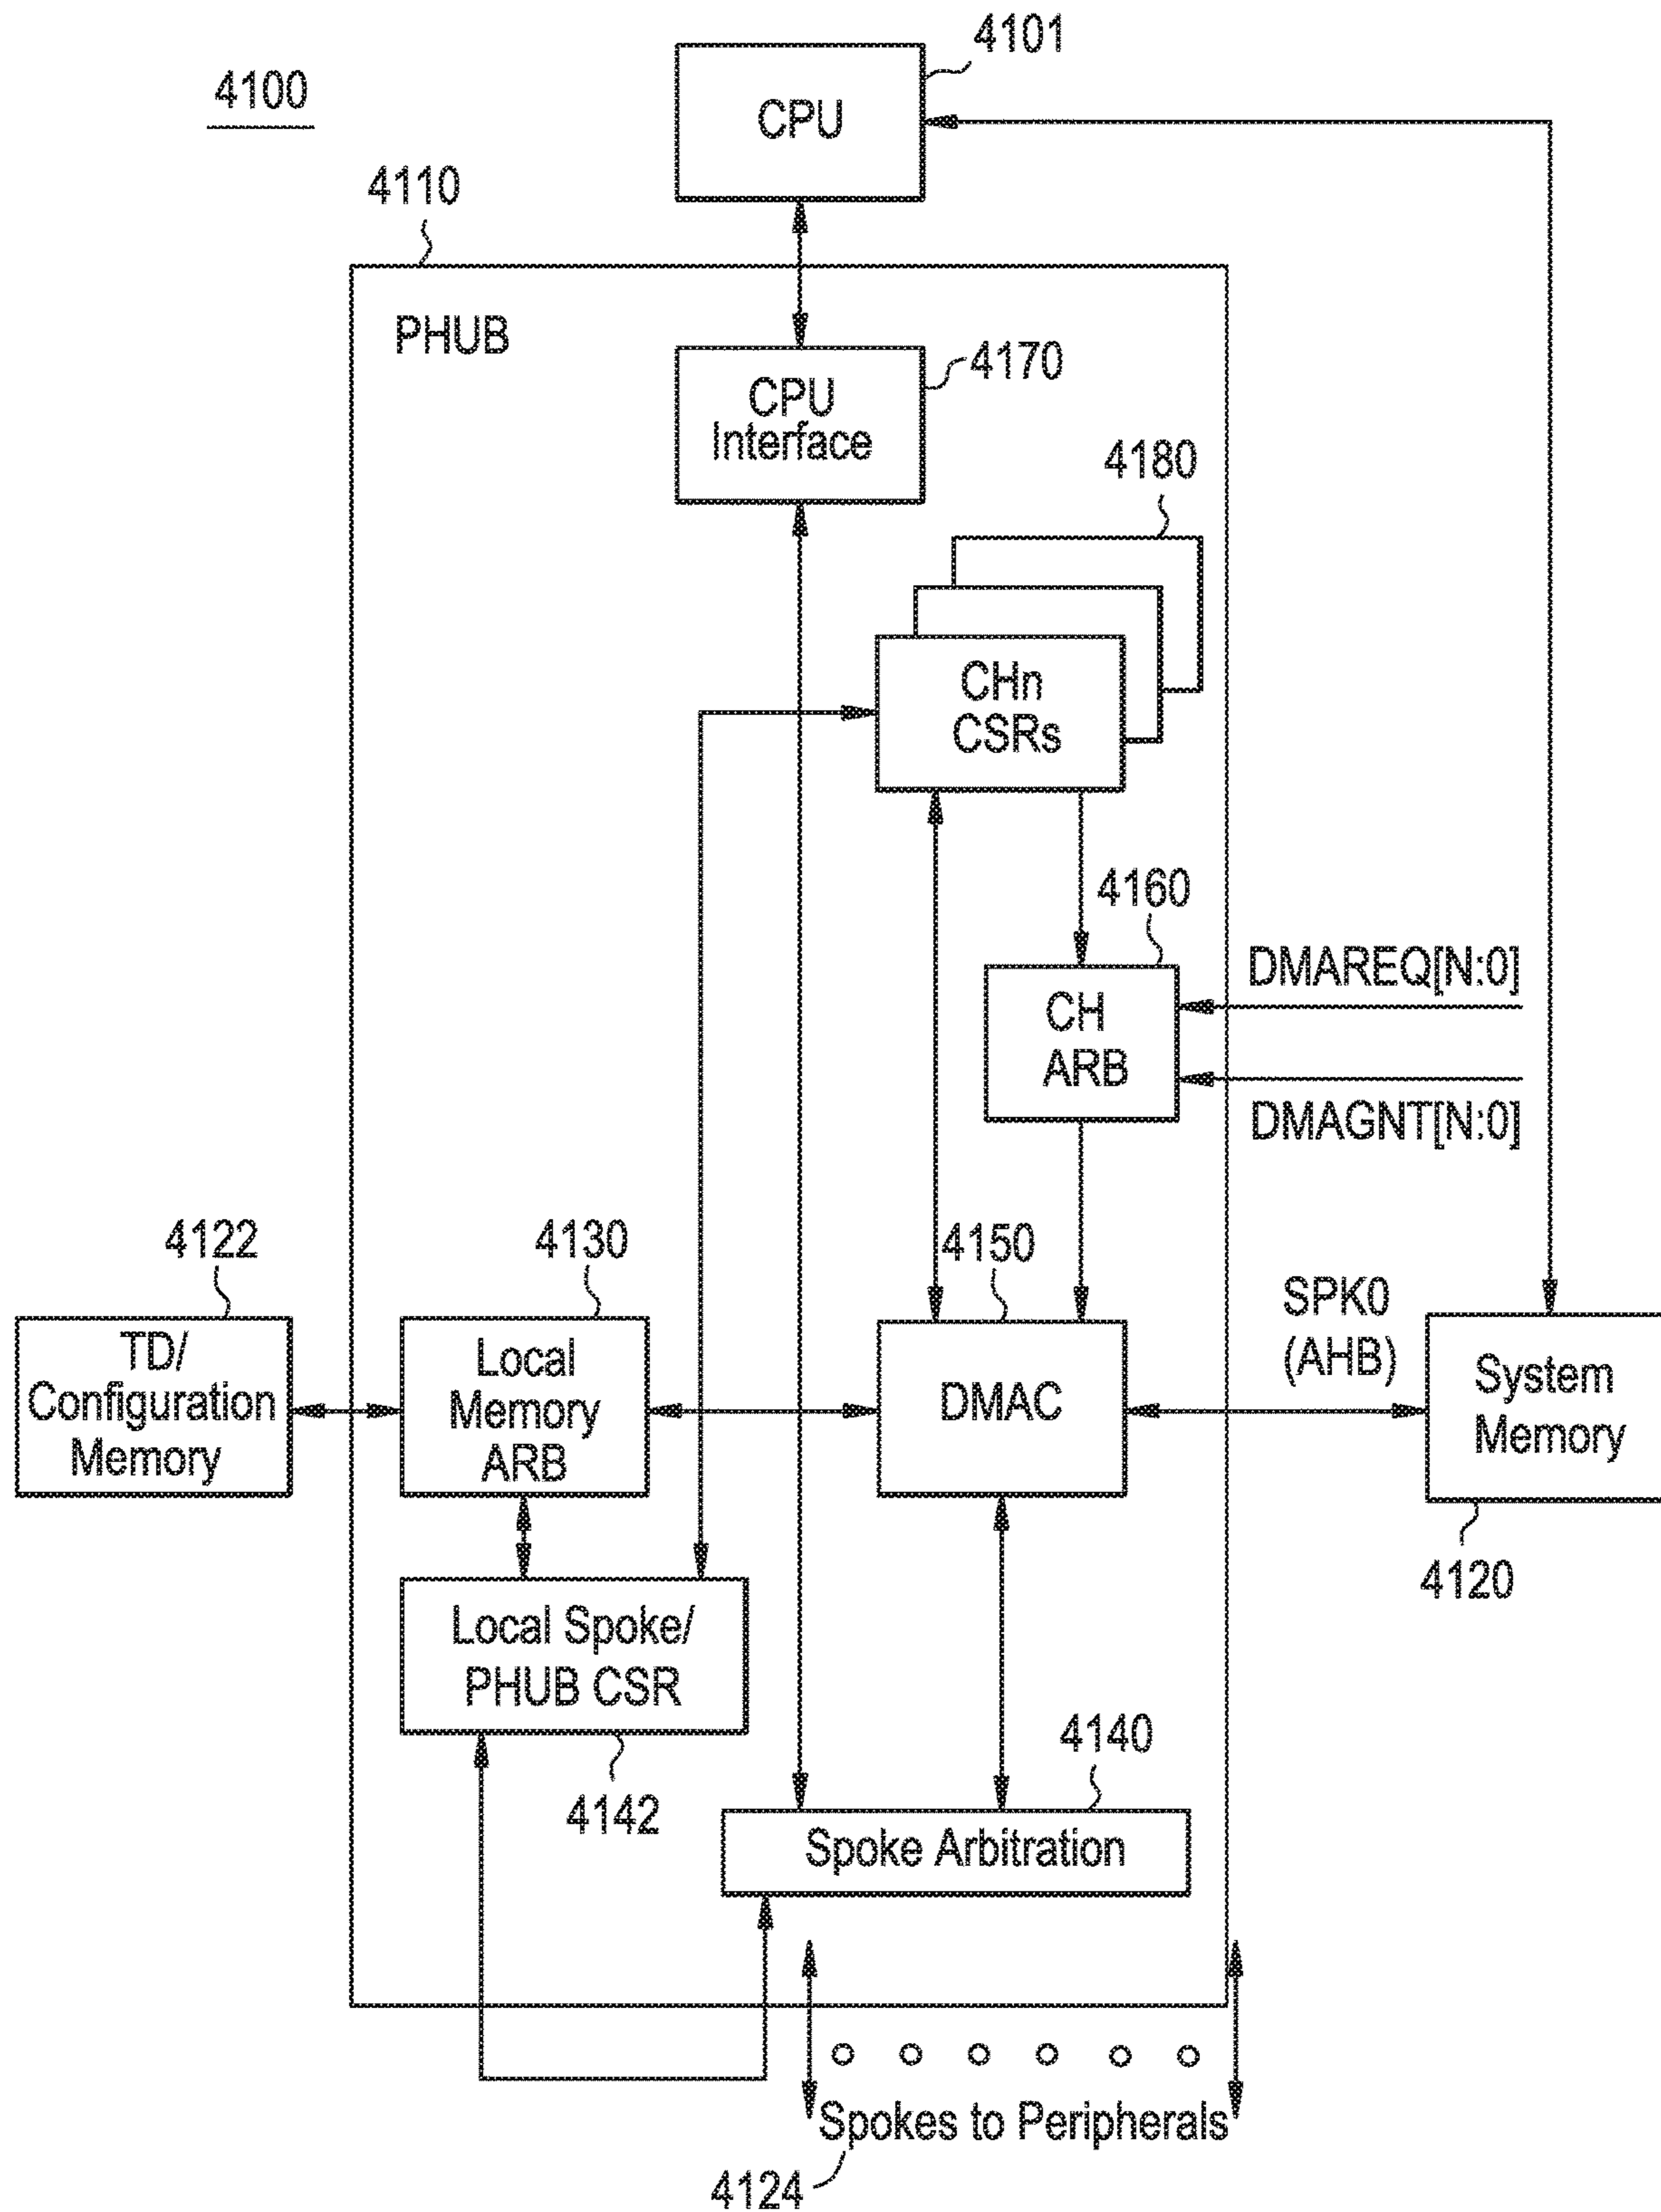 4101
4100
CPU
4110
PHUB
4170
CPU
Interface
4180
CHn
CSRs
4160
DMAREQ[N:0]
CH
ARB
DMAGNT[N:0]
4122
4130
4150
SPK0
(AHB)
TD/
Configuration
Memory
Local
Memory
ARB
DMAC
System
Memory
4120
Local Spoke/
PHUB CSR
4142
4140
Spoke Arbitration
Spokes to Peripherals
4124